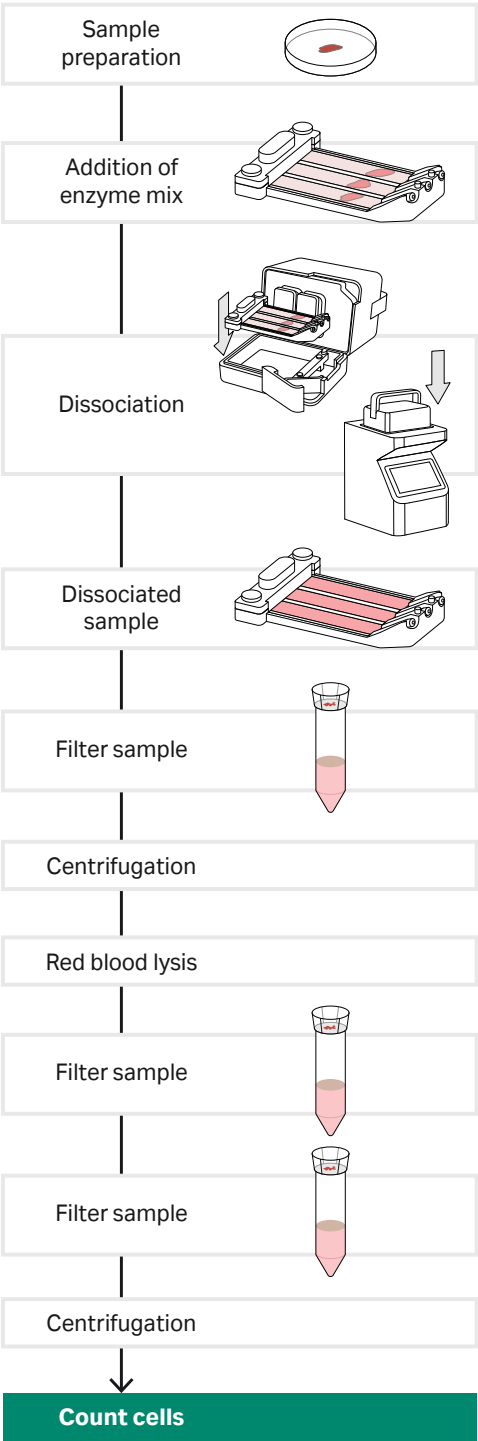 Sample
preparation
Addition of
enzyme mix
Dissociation
Dissociated
sample
Filter sample
Centrifugation
Red blood lysis
Filter sample
Filter sample
Centrifugation
Count cells